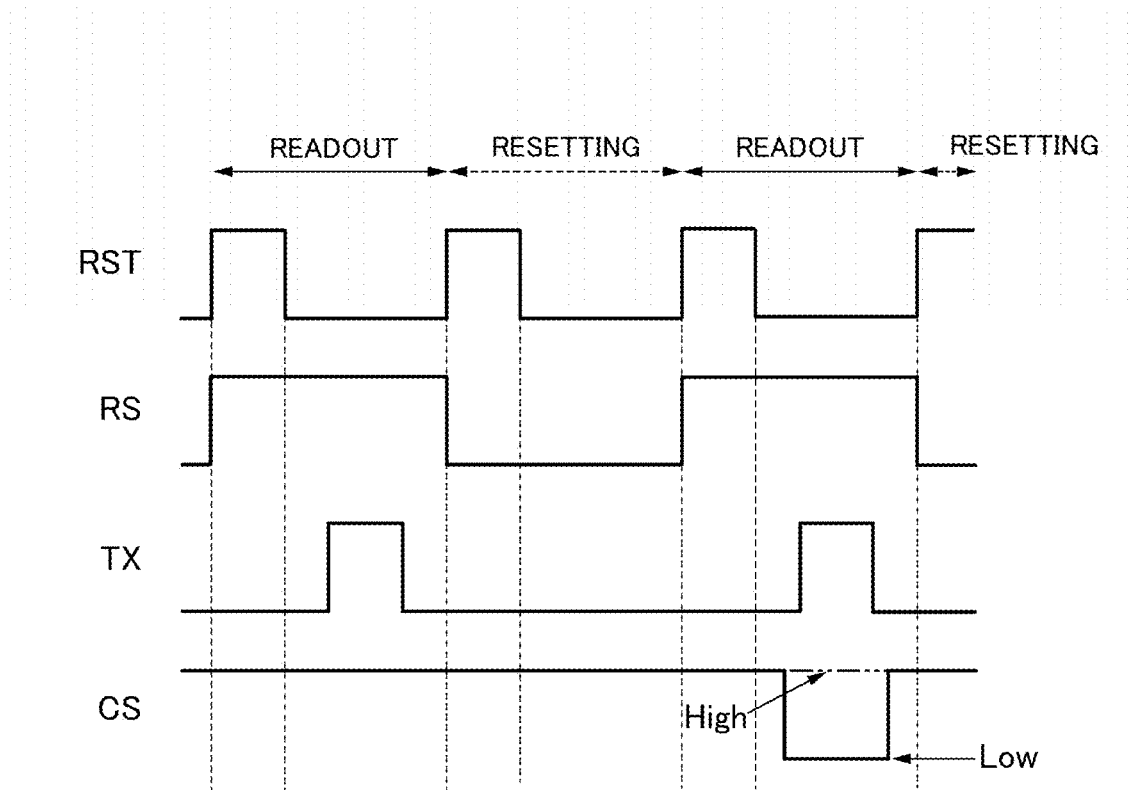 READOUT RESETTING READOUT RESETTING
RST
RS
TX
CS
High
Low